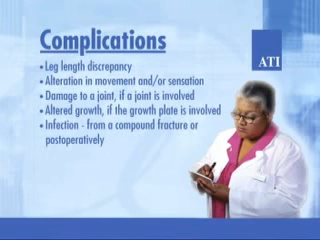 Complications
ATI
• Leg length discrepancy
• Alteration in movement and/or sensation
• Damage to a joint, if a joint is involved
• Altered growth, if the growth plate is involved
• Infection - from a compound fracture or
postoperatively